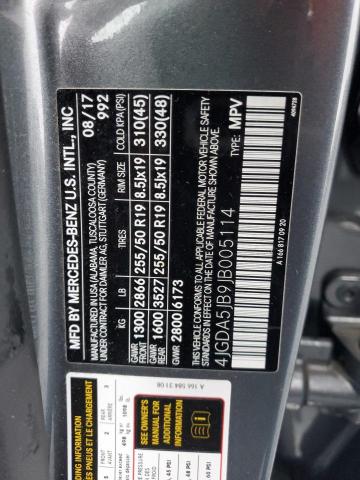 MFD BY MERCEDES-BENZ U.S. INTL., INC
MANUFACTURED IN USA (ALABAMA, TUSCALOOSA COUNTY) 08/17
UNDER CONTRACT FOR DAIMLER AG, STUTTGART (GERMANY) 992
KG LB TIRES RIM SIZE COLD KPA (PSI)
GAWR FRONT 1300 2866 255/50 R19 8.5Jx19 310(45)
GAWR REAR 1600 3527 255/50 R19 8.5Jx19 330(48)
GVWR 2800 6173
THIS VEHICLE CONFORMS TO ALL APPLICABLE FEDERAL MOTOR VEHICLE SAFETY
STANDARDS IN EFFECT ON THE DATE OF MANUFACTURE SHOWN ABOVE.
4JGDA5JB9JB005114 MPV
A 166 817 09 20
A 166 584 31 08
SEE OWNER'S
MANUAL FOR
ADDITIONAL
INFORMATION